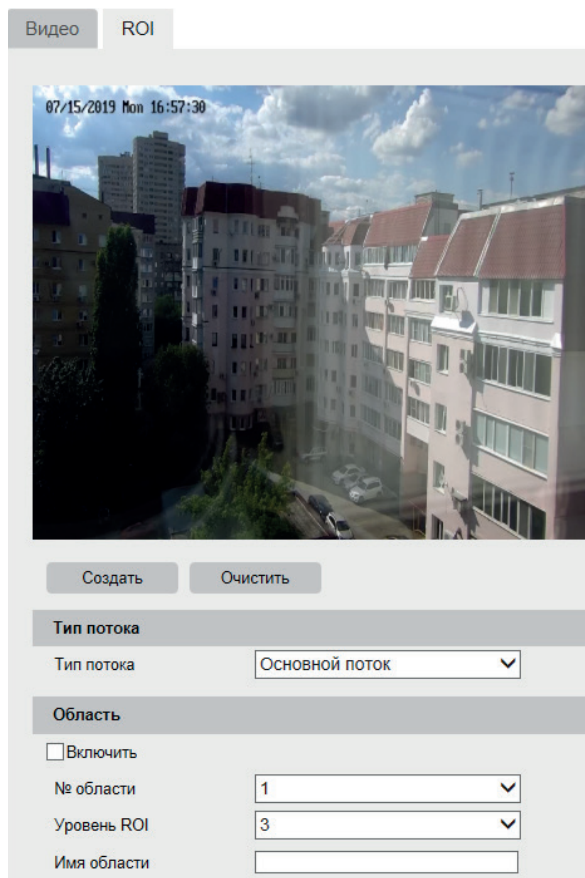 Видео ROI
07/15/2019 Mon 16:57:30
Создать Очистить
Тип потока
Тип потока Основной поток
Область
Включить
№ области 1
Уровень ROI 3
Имя области